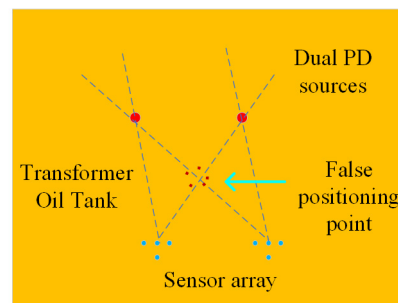 Dual PD
sources
Transformer
Oil Tank
False
positioning
point
Sensor array